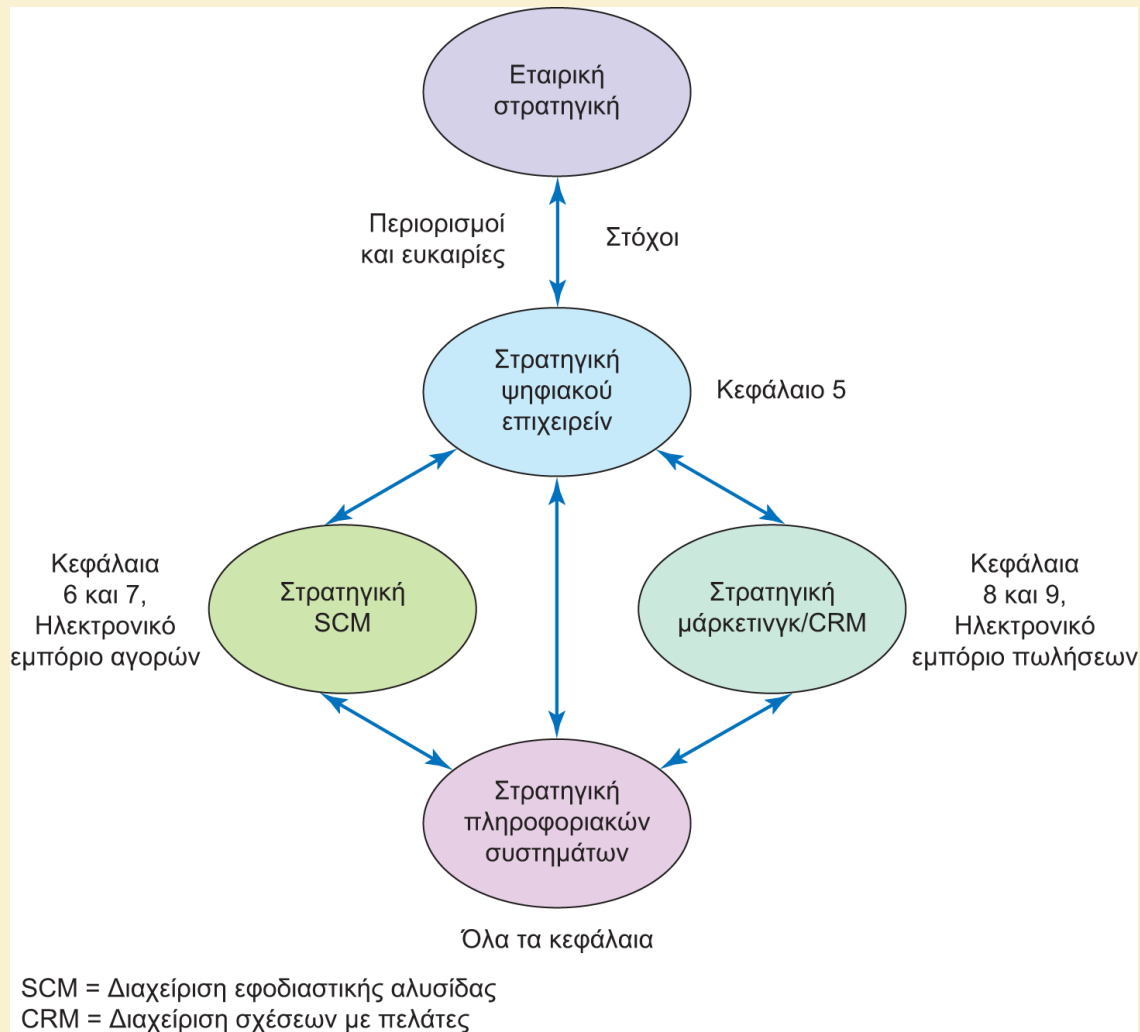 Εταιρική
στρατηγική
Περιορισμοί
και ευκαιρίες
Στόχοι
Στρατηγική
ψηφιακού
επιχειρείν
Κεφάλαιο 5
Κεφάλαια
6 και 7,
Ηλεκτρονικό
εμπόριο αγορών
Στρατηγική
SCM
Στρατηγική
μάρκετινγκ/CRM
Κεφάλαια
8 και 9,
Ηλεκτρονικό
εμπόριο πωλήσεων
Στρατηγική
πληροφοριακών
συστημάτων
Όλα τα κεφάλαια
SCM = Διαχείριση εφοδιαστικής αλυσίδας
CRM = Διαχείριση σχέσεων με πελάτες